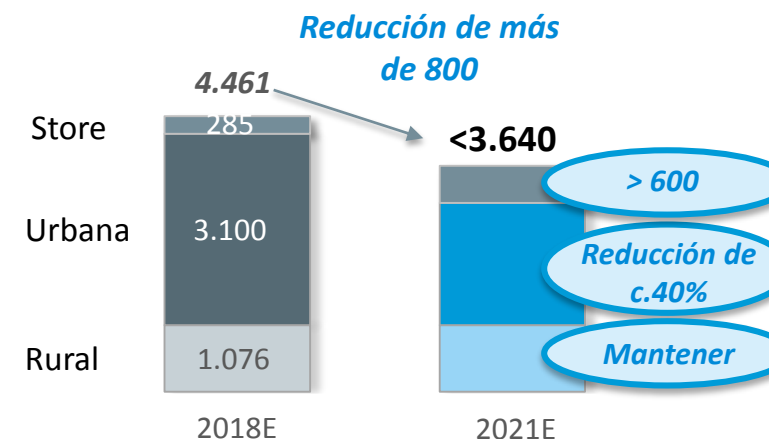 Reducción de más
de 800
4.461
<3.640
Store
285
> 600
Urbana
3.100
Reducción de
c.40%
Rural
1.076
Mantener
2018E
2021E